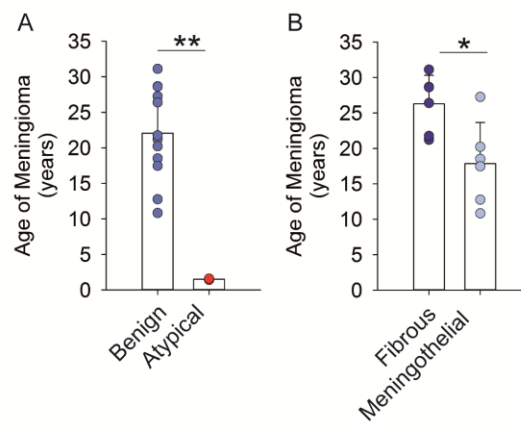 A
**
35
30
25
20
15
10
5
0
Age of Meningioma
(years)
Benign
Atypical
B
*
35
30
25
20
15
10
5
0
Age of Meningioma
(years)
Fibrous
Meningothelial